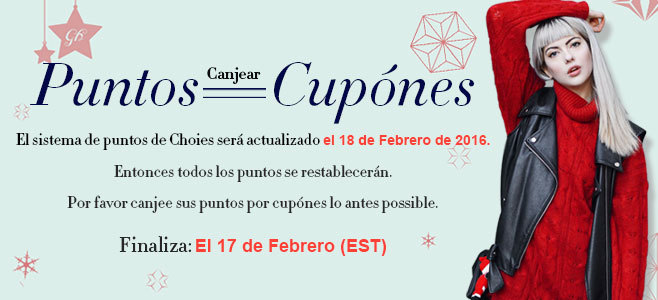 GB
Puntos Canjear Cupónes
El sistema de puntos de Choies será actualizado el 18 de Febrero de 2016.
Entonces todos los puntos se restablecerán.
Por favor canjee sus puntos por cupónes lo antes possible.
Finaliza: El 17 de Febrero (EST)